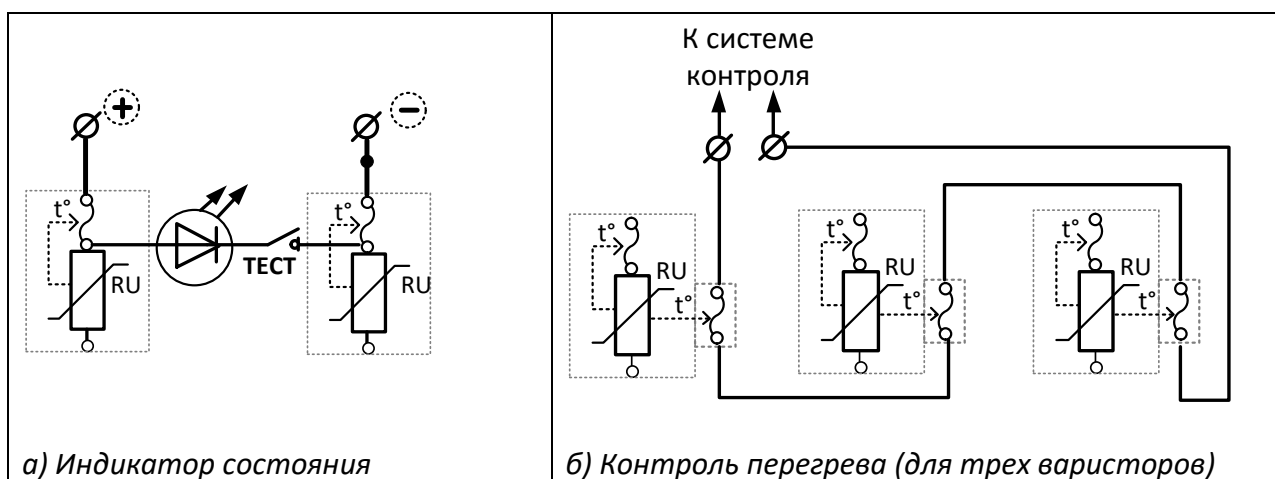 К системе
контроля
+
−
t°
t°
ТЕСТ
RU
RU
t°
RU
t°
t°
RU
t°
t°
RU
t°
а) Индикатор состояния
б) Контроль перегрева (для трех варисторов)